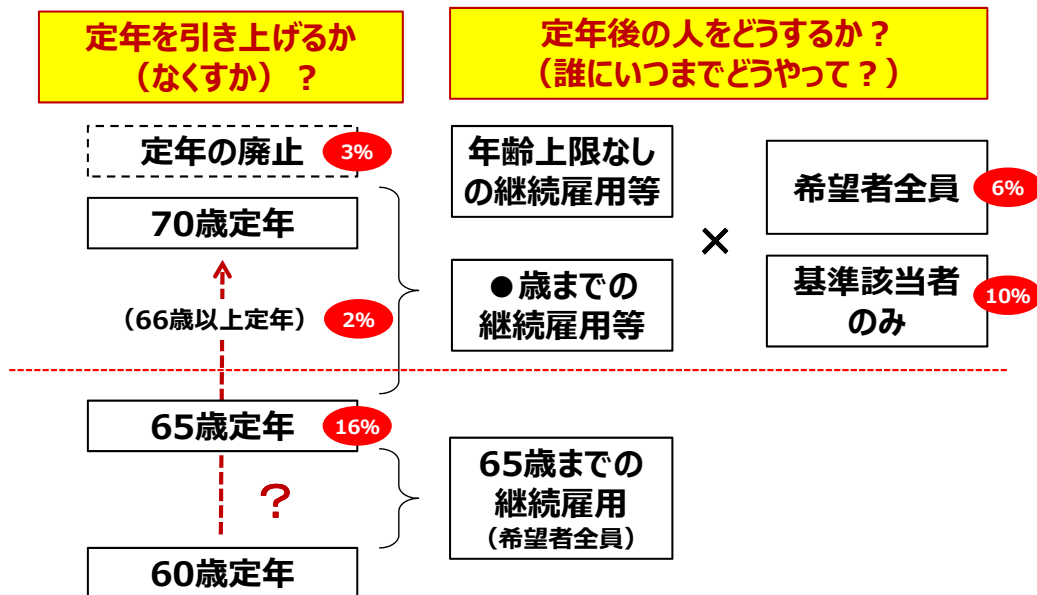 定年を引き上げるか
（なくすか）？
定年後の人をどうするか？
（誰にいつまでどうやって？）
定年の廃止 3%
70歳定年
（66歳以上定年） 2%
65歳定年 16%
？
60歳定年
年齢上限なし
の継続雇用等
●歳までの
継続雇用等
65歳までの
継続雇用
（希望者全員）
×
希望者全員 6%
基準該当者 10%
のみ